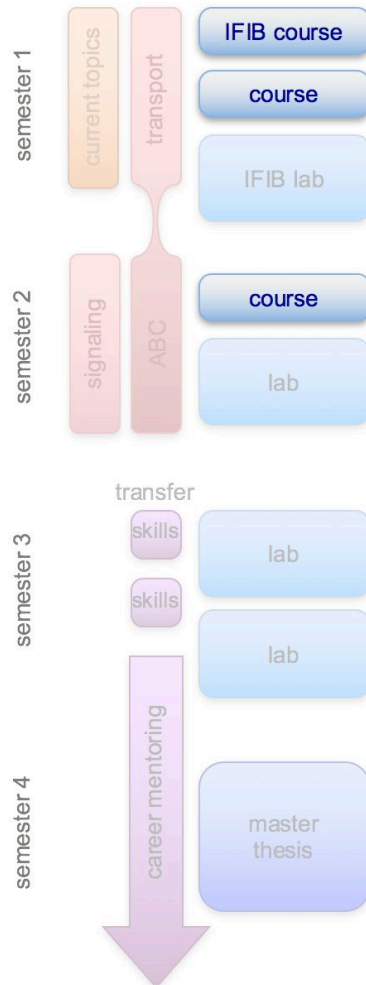 semester 1
current topics
transport
IFIB course
course
IFIB lab
semester 2
signaling
ABC
course
lab
semester 3
transfer
skills
skills
lab
lab
semester 4
career mentoring
master
thesis